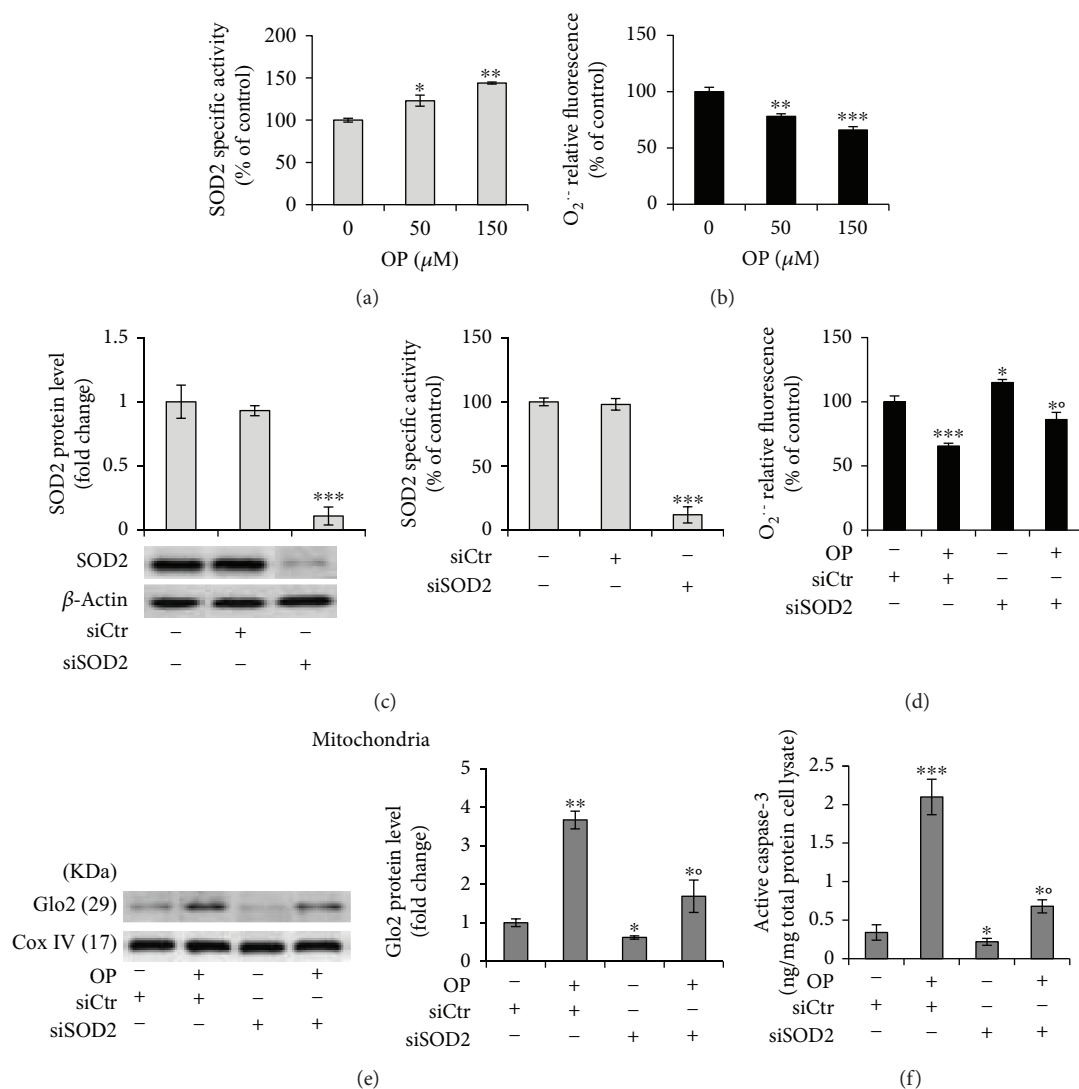 SOD2 specific activity
(% of control)
200
150
100
50
0
*
**
0 50 150
OP (μM)
(a)
O2·- relative fluorescence
(% of control)
150
100
50
0
**
***
0 50 150
OP (μM)
(b)
SOD2 protein level
(fold change)
1.5
1
0.5
0
***
SOD2
β-Actin
siCtr − + −
siSOD2 − − +
SOD2 specific activity
(% of control)
150
100
50
0
***
siCtr − + −
siSOD2 − − +
(c)
O2·- relative fluorescence
(% of control)
150
100
50
0
***
*
*°
OP − + − +
siCtr + + − −
siSOD2 − − + +
(d)
Mitochondria
(KDa)
Glo2 (29)
Cox IV (17)
OP − + − +
siCtr + + − −
siSOD2 − − + +
Glo2 protein level
(fold change)
5
4
3
2
1
0
**
*
*°
OP − + − +
siCtr + + − −
siSOD2 − − + +
(e)
Active caspase-3
(ng/mg total protein cell lysate)
2.5
2
1.5
1
0.5
0
***
*
*°
OP − + − +
siCtr + + − −
siSOD2 − − + +
(f)